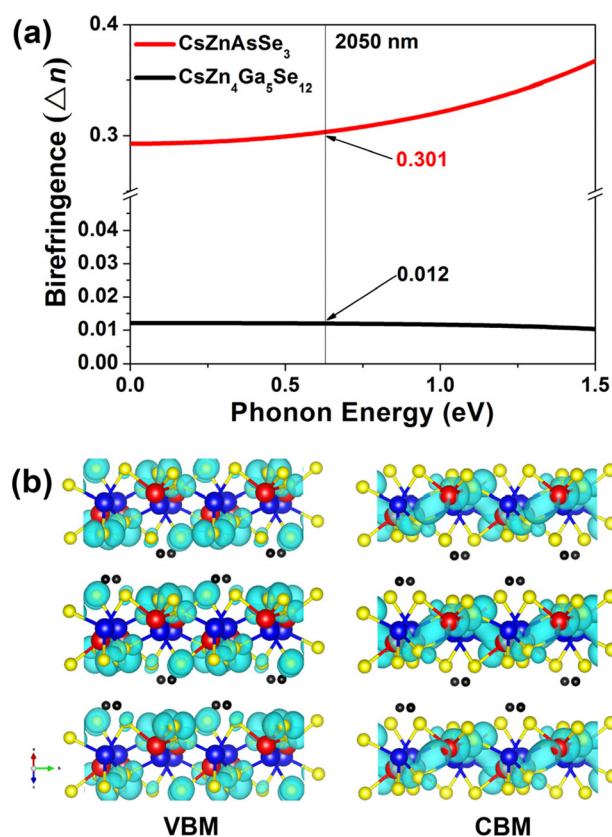 (a)
0.4
CsZnAsSe₃
CsZn₄Ga₅Se₁₂
2050 nm
Birefringence (△n)
0.3
0.301
0.04
0.03
0.02
0.012
0.01
0.00
0.0 0.5 1.0 1.5
Phonon Energy (eV)
(b)
a
b
c
VBM CBM